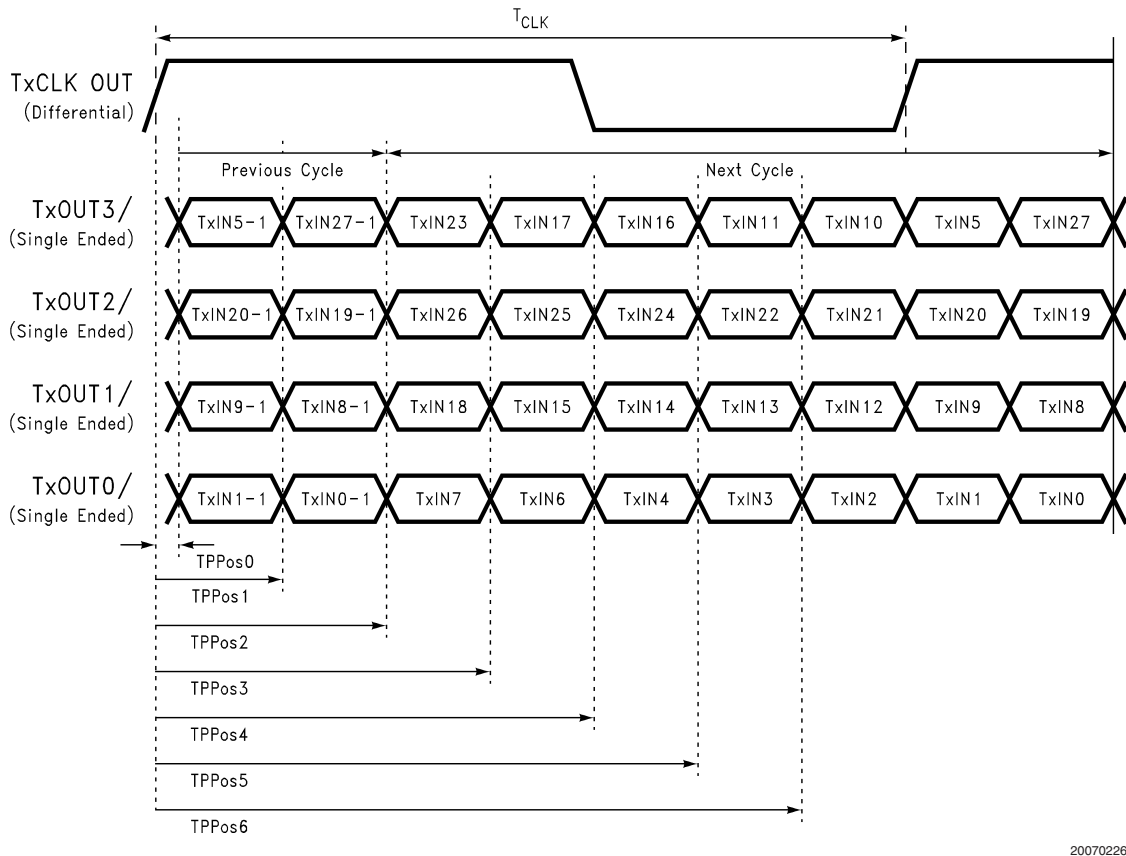 TCLK
TxCLK OUT
(Differential)
Previous Cycle
Next Cycle
TxOUT3/
(Single Ended)
TxIN5-1 TxIN27-1 TxIN23 TxIN17 TxIN16 TxIN11 TxIN10 TxIN5 TxIN27
TxOUT2/
(Single Ended)
TxIN20-1 TxIN19-1 TxIN26 TxIN25 TxIN24 TxIN22 TxIN21 TxIN20 TxIN19
TxOUT1/
(Single Ended)
TxIN9-1 TxIN8-1 TxIN18 TxIN15 TxIN14 TxIN13 TxIN12 TxIN9 TxIN8
TxOUT0/
(Single Ended)
TxIN1-1 TxIN0-1 TxIN7 TxIN6 TxIN4 TxIN3 TxIN2 TxIN1 TxIN0
TPPos0
TPPos1
TPPos2
TPPos3
TPPos4
TPPos5
TPPos6
20070226